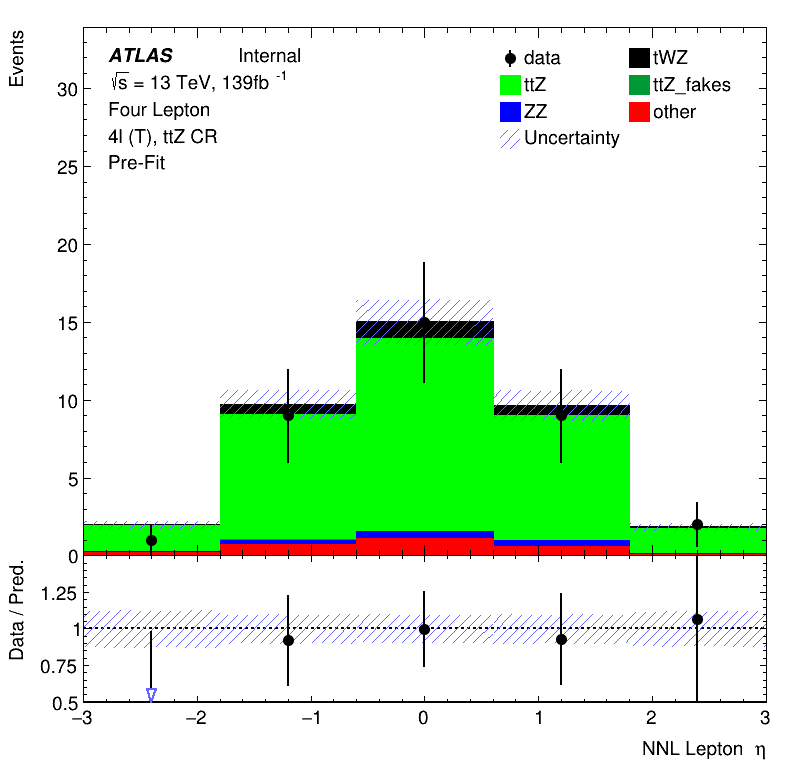 Events
ATLAS Internal
√s = 13 TeV, 139fb -1
Four Lepton
4l (T), ttZ CR
Pre-Fit
data
tWZ
ttZ
ttZ_fakes
ZZ
other
Uncertainty
30
25
20
15
10
5
0
Data / Pred.
1.25
1
0.75
0.5
−3 −2 −1 0 1 2 3
NNL Lepton η